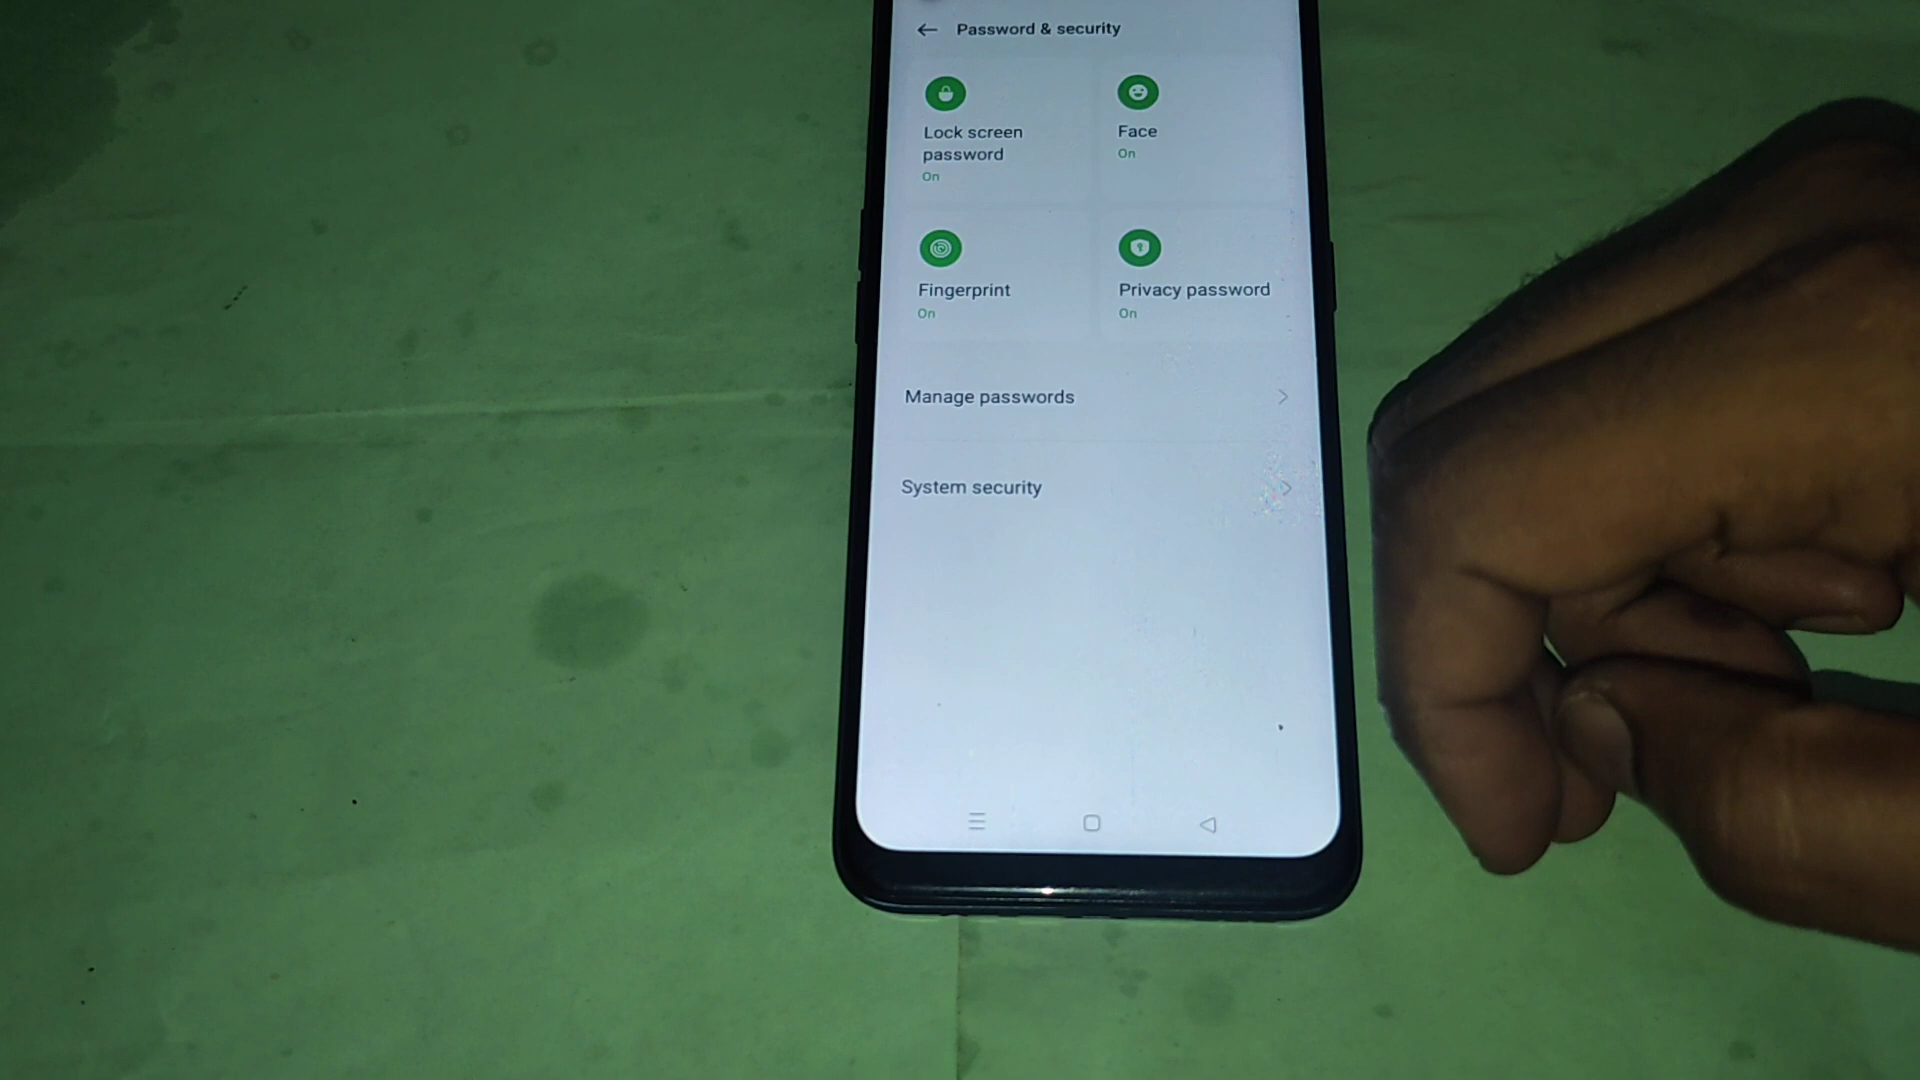 Password & security
Lock screen
password
On
Face
On
Fingerprint
On
Privacy password
On
Manage passwords
System security